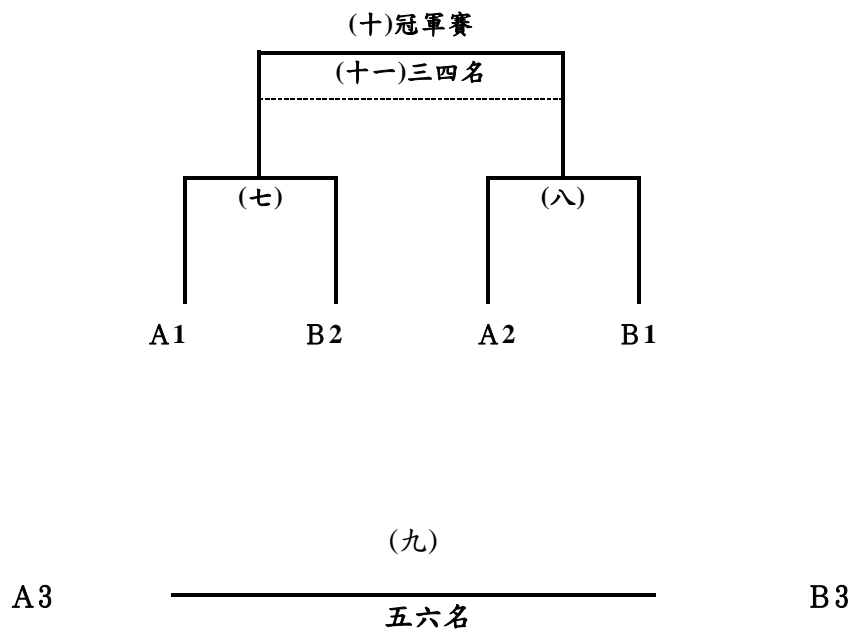 (十)冠軍賽
(十一)三四名
(七) (八)
A1 B2 A2 B1
(九)
A3 B3
五六名